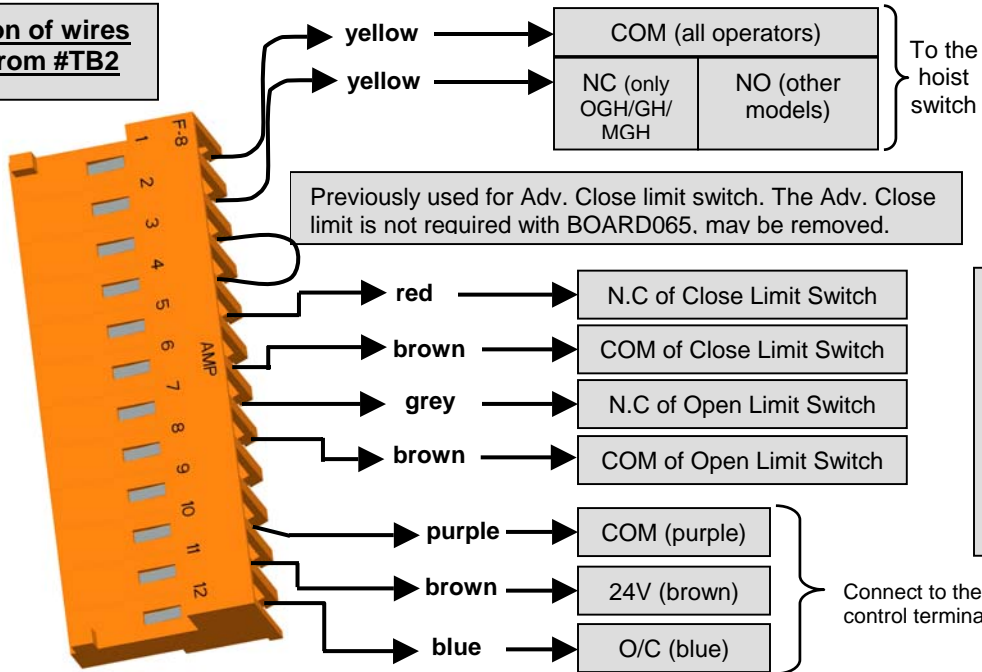 on of wires
rom #TB2
yellow
COM (all operators)
yellow
NC (only
OGH/GH/
MGH
NO (other
models)
To the
hoist
switch
Previously used for Adv. Close limit switch. The Adv. Close
limit is not required with BOARD065, may be removed.
red
N.C of Close Limit Switch
brown
COM of Close Limit Switch
grey
N.C of Open Limit Switch
brown
COM of Open Limit Switch
purple
COM (purple)
brown
24V (brown)
blue
O/C (blue)
Connect to the
control termina
F-8
1
2
3
4
5
6
AMP
7
8
9
10
11
12